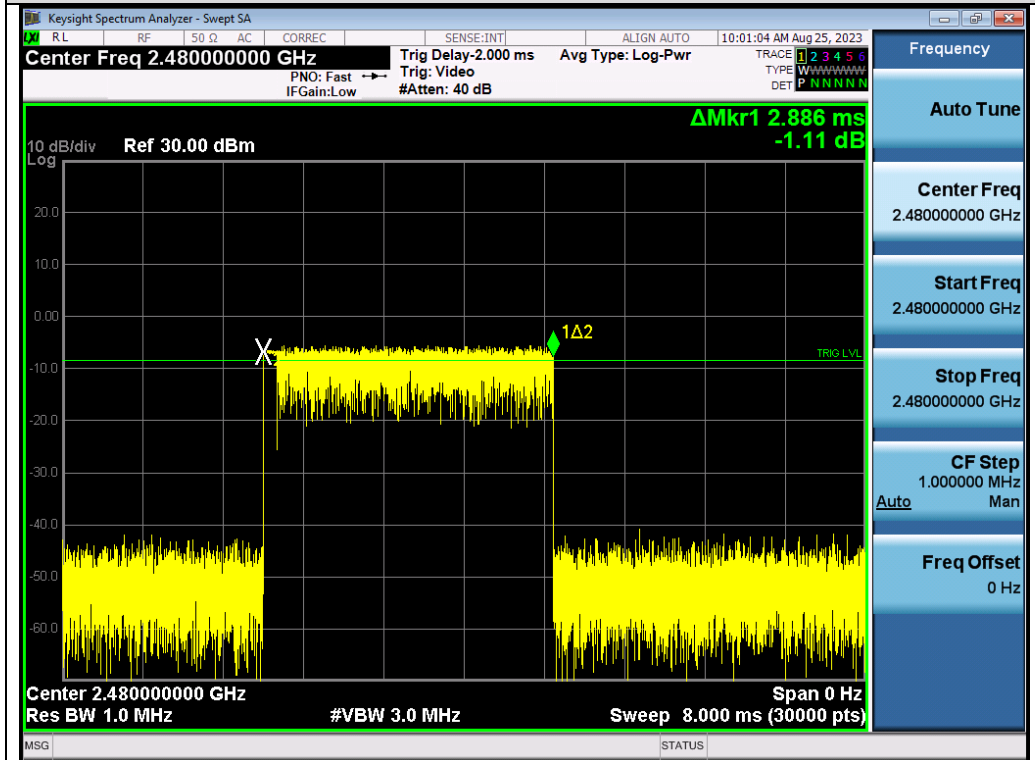 Keysight Spectrum Analyzer - Swept SA
LXI RL RF 50 Ω AC CORREC SENSE:INT ALIGN AUTO 10:01:04 AM Aug 25, 2023
Center Freq 2.480000000 GHz
PNO: Fast
IFGain:Low
Trig Delay-2.000 ms
Trig: Video
#Atten: 40 dB
Avg Type: Log-Pwr
TRACE 1 2 3 4 5 6
TYPE WWWWWW
DET P N N N N N
ΔMkr1 2.886 ms
-1.11 dB
10 dB/div Ref 30.00 dBm
Log
20.0
10.0
0.00
-10.0
-20.0
-30.0
-40.0
-50.0
-60.0
1Δ2
TRIG LVL
Center 2.480000000 GHz Span 0 Hz
Res BW 1.0 MHz #VBW 3.0 MHz Sweep 8.000 ms (30000 pts)
MSG STATUS
Frequency
Auto Tune
Center Freq
2.480000000 GHz
Start Freq
2.480000000 GHz
Stop Freq
2.480000000 GHz
CF Step
1.000000 MHz
Auto Man
Freq Offset
0 Hz